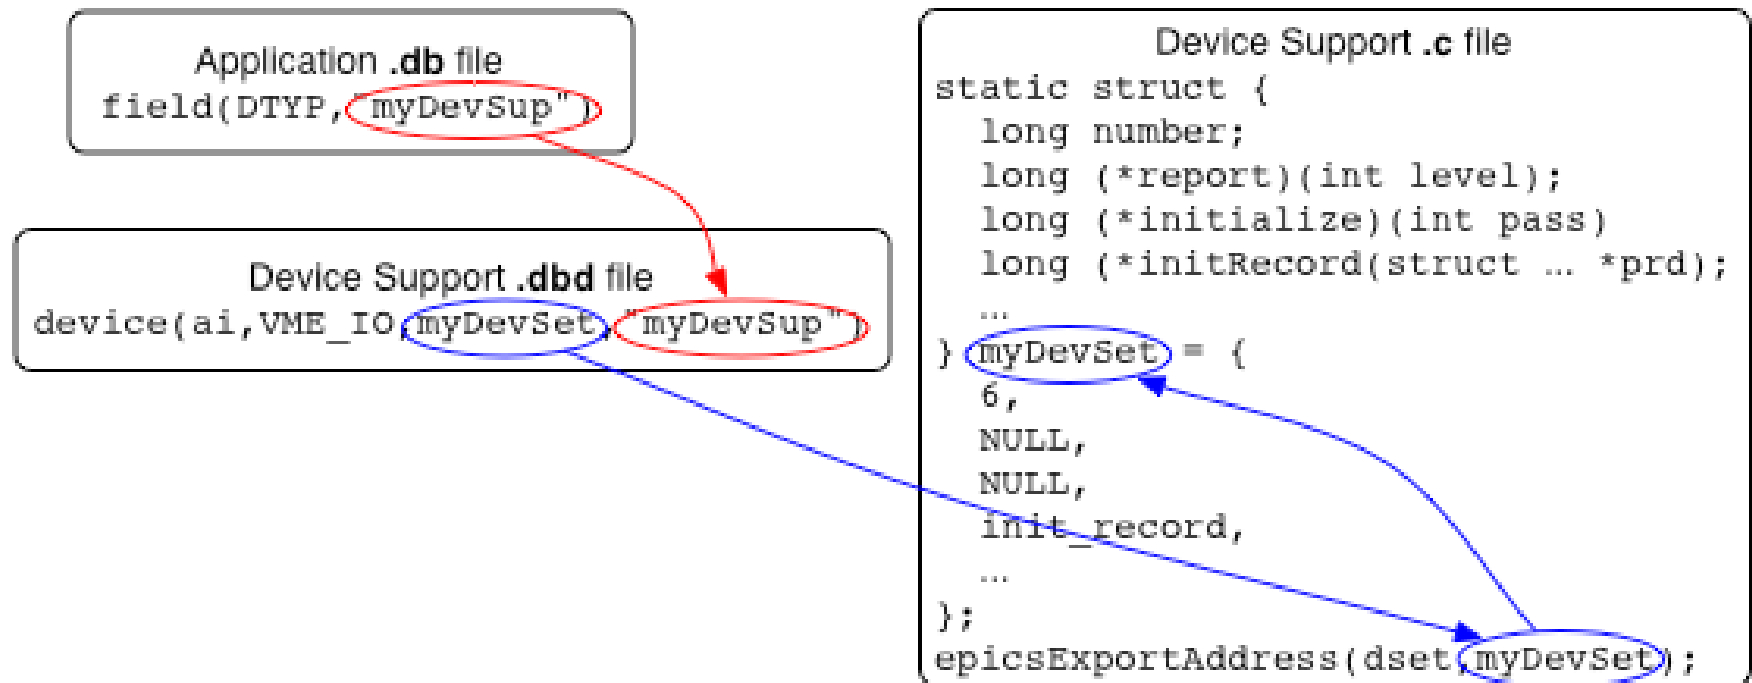 Application .db file
field(DTYP,"myDevSup")
Device Support .dbd file
device(ai,VME_IO,myDevSet,"myDevSup")
Device Support .c file
static struct {
long number;
long (*report)(int level);
long (*initialize)(int pass)
long (*initRecord(struct … *prd);
…
} myDevSet = {
6,
NULL,
NULL,
init_record,
…
};
epicsExportAddress(dset,myDevSet);